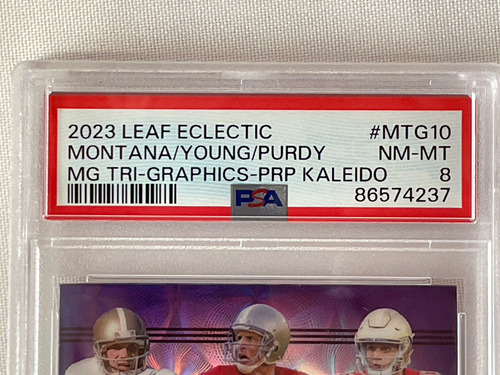 2023 LEAF ECLECTIC #MTG10
MONTANA/YOUNG/PURDY NM-MT
MG TRI-GRAPHICS-PRP KALEIDO 8
PSA 86574237